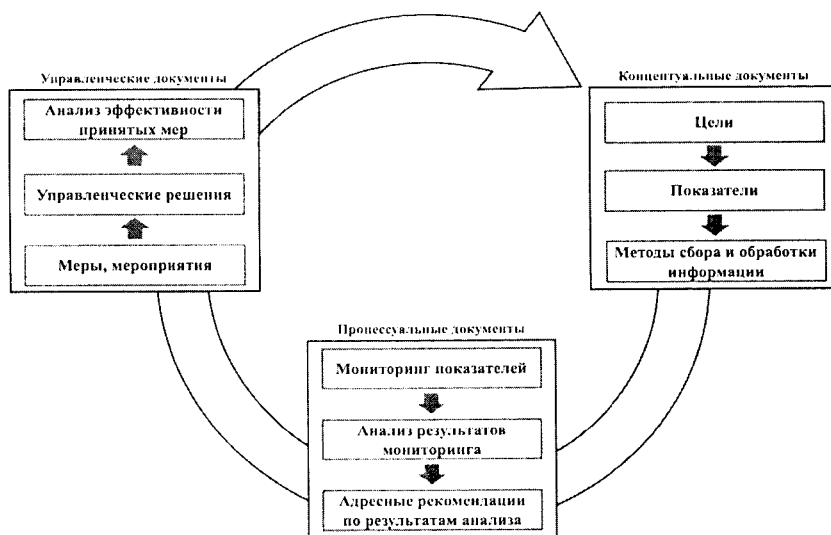 Управленческие документы
Анализ эффективности
принятых мер
Управленческие решения
Меры, мероприятия
Концептуальные документы
Цели
Показатели
Методы сбора и обработки
информации
Процессуальные документы
Мониторинг показателей
Анализ результатов
мониторинга
Адресные рекомендации
по результатам анализа